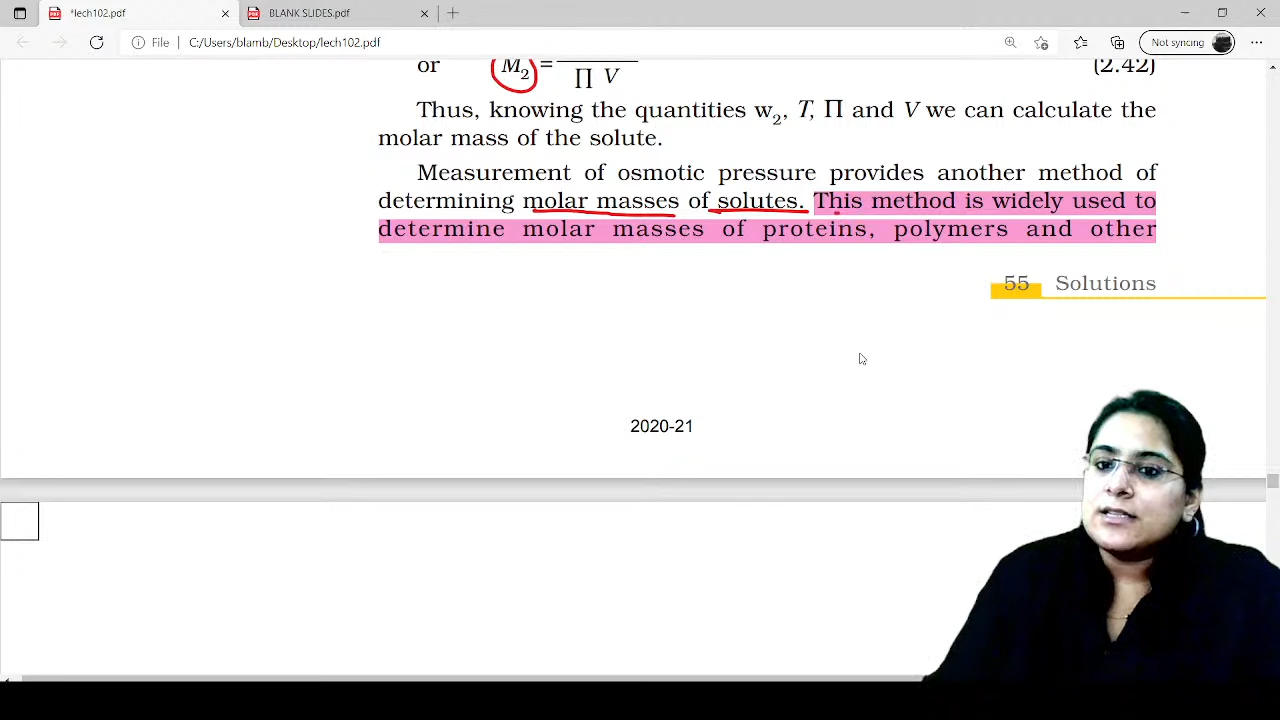 *lech102.pdf
BLANK SLIDES.pdf
File | C:/Users/blamb/Desktop/lech102.pdf
Not syncing
or M2 = (2.42)
∏ V
Thus, knowing the quantities w2, T, Π and V we can calculate the
molar mass of the solute.
Measurement of osmotic pressure provides another method of
determining molar masses of solutes. This method is widely used to
determine molar masses of proteins, polymers and other
55 Solutions
2020-21